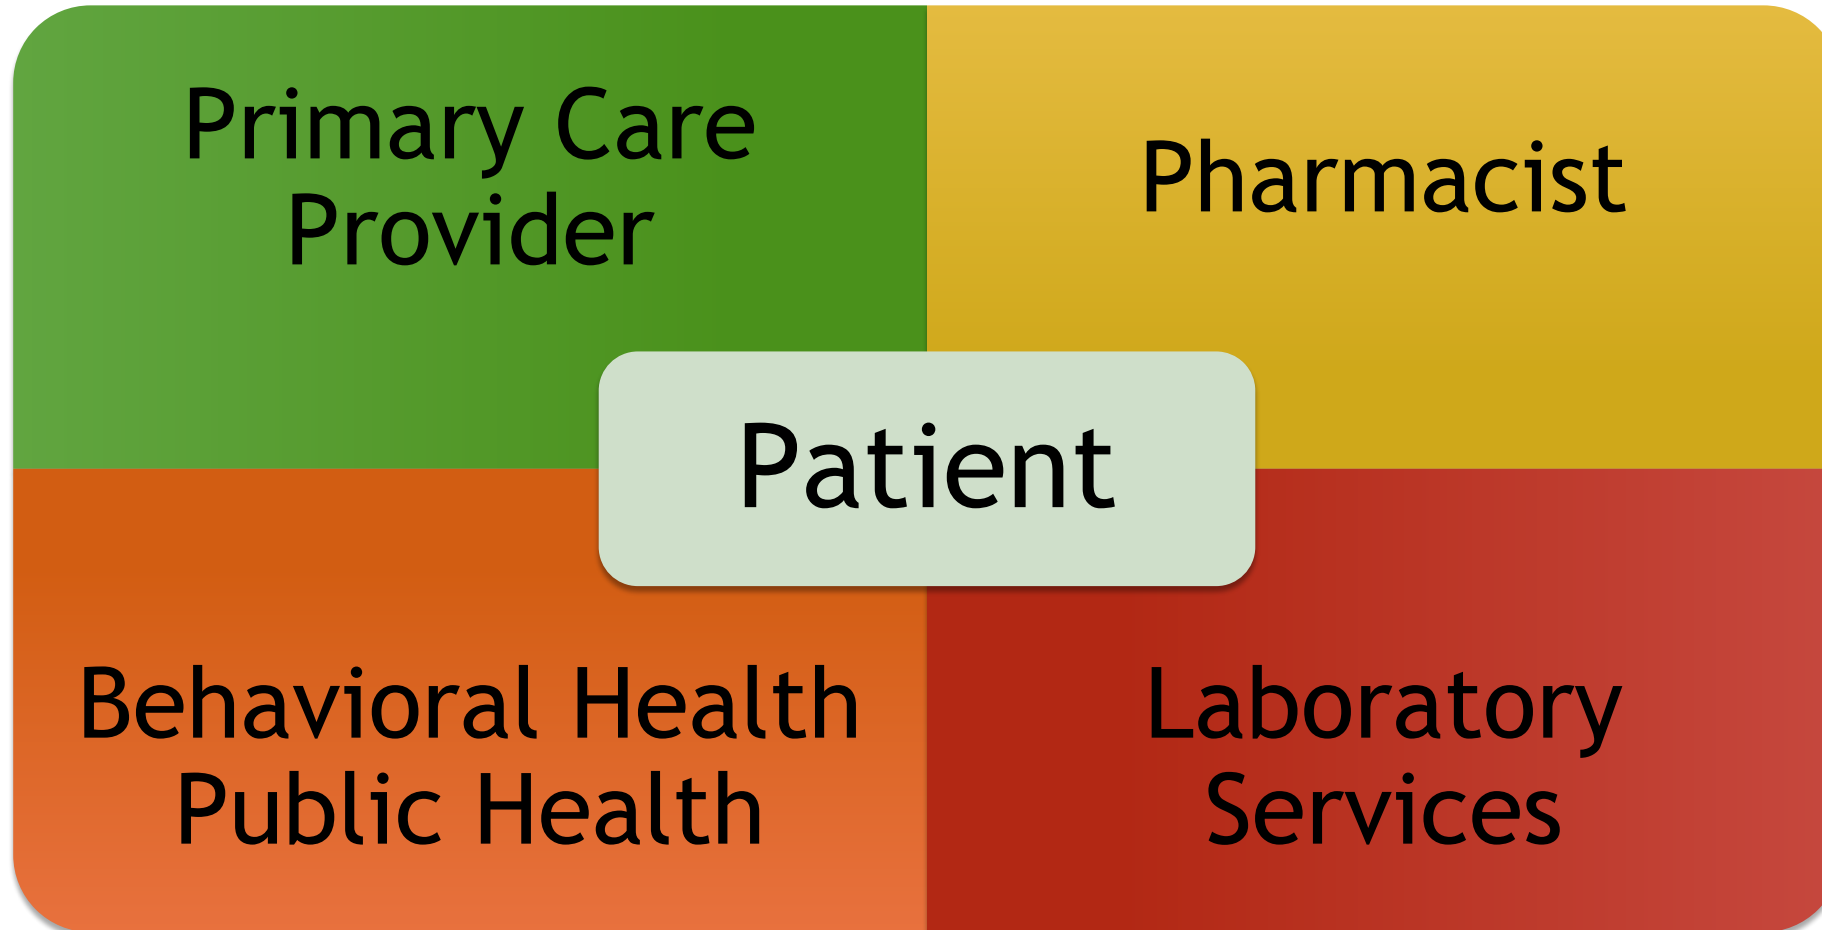 Primary Care
Provider
Pharmacist
Patient
Behavioral Health
Public Health
Laboratory
Services